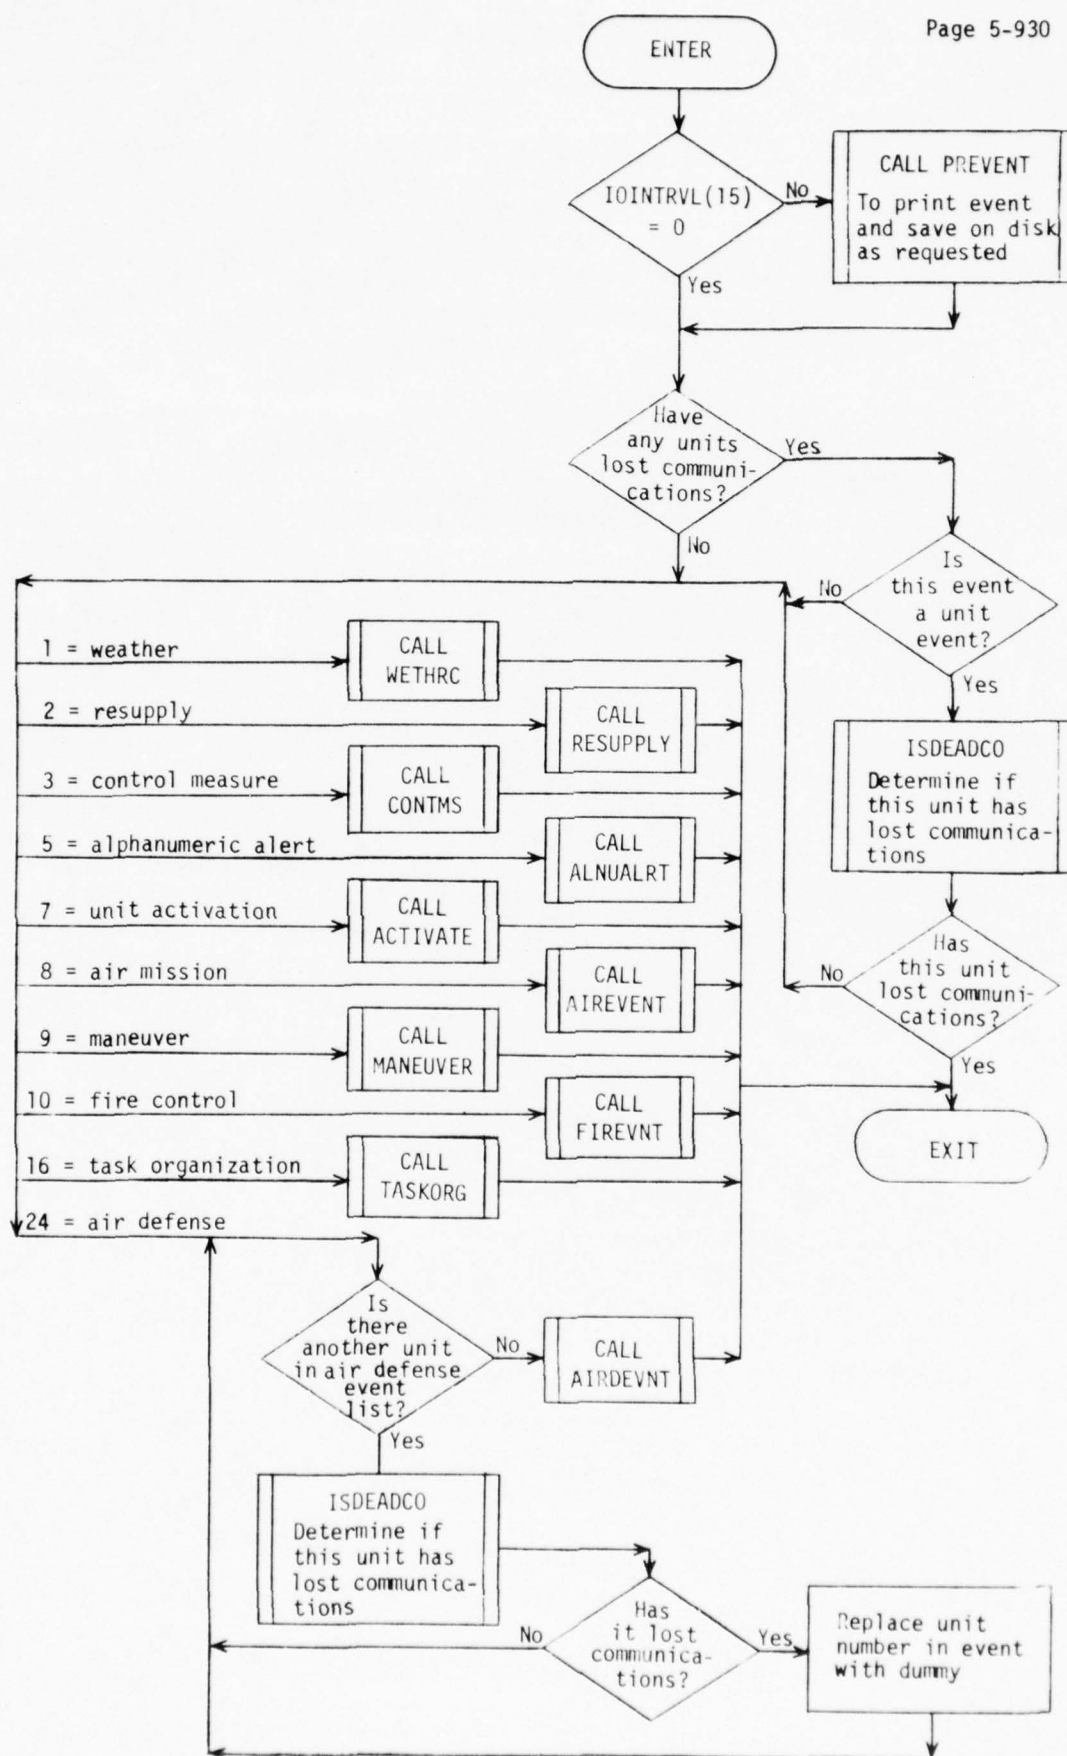 Page 5-930
ENTER
IOINTRVL(15)
= 0
No
CALL PREVENT
To print event
and save on disk
as requested
Yes
Have
any units
lost communi-
cations?
Yes
No
Is
this event
a unit
event?
No
Yes
1 = weather
CALL
WETHRC
2 = resupply
CALL
RESUPPLY
ISDEADCO
Determine if
this unit has
lost communica-
tions
3 = control measure
CALL
CONTMS
5 = alphanumeric alert
CALL
ALNUALRT
7 = unit activation
CALL
ACTIVATE
Has
this unit
lost communi-
cations?
No
Yes
8 = air mission
CALL
AIREVENT
9 = maneuver
CALL
MANEUVER
10 = fire control
CALL
FIREVNT
EXIT
16 = task organization
CALL
TASKORG
24 = air defense
Is
there
another unit
in air defense
event
list?
No
CALL
AIRDEVNT
Yes
ISDEADCO
Determine if
this unit has
lost communica-
tions
Has
it lost
communica-
tions?
No
Yes
Replace unit
number in event
with dummy